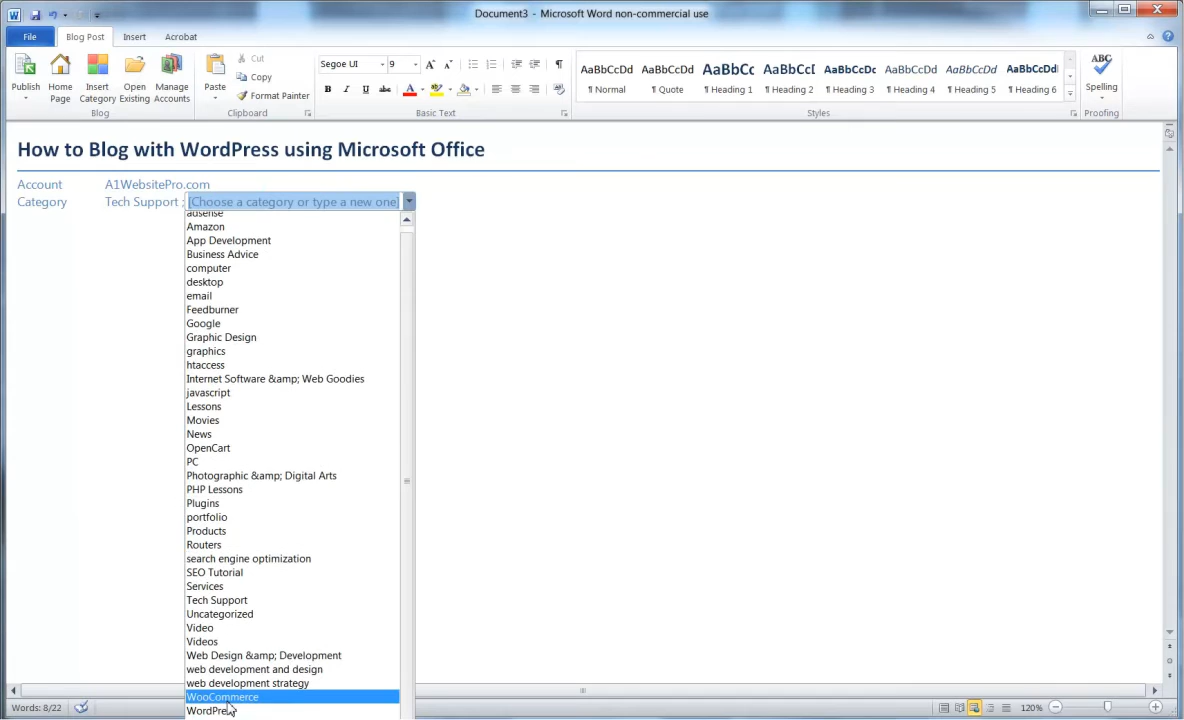 Document3 - Microsoft Word non-commercial use
File Blog Post Insert Acrobat
Publish
Home Page
Insert Category
Open Existing
Manage Accounts
Blog
Paste
Cut
Copy
Format Painter
Clipboard
Segoe UI 9
B I U abc A ab A
Basic Text
AaBbCcDd AaBbCcDd AaBbCc AaBbCcI AaBbCcDc AaBbCcDd AaBbCcDd AaBbCcDd
¶ Normal ¶ Quote ¶ Heading 1 ¶ Heading 2 ¶ Heading 3 ¶ Heading 4 ¶ Heading 5 ¶ Heading 6
Styles
ABC
Spelling
Proofing
How to Blog with WordPress using Microsoft Office
Account A1WebsitePro.com
Category Tech Support ; [Choose a category or type a new one]
adsense
Amazon
App Development
Business Advice
computer
desktop
email
Feedburner
Google
Graphic Design
graphics
htaccess
Internet Software &amp; Web Goodies
javascript
Lessons
Movies
News
OpenCart
PC
Photographic &amp; Digital Arts
PHP Lessons
Plugins
portfolio
Products
Routers
search engine optimization
SEO Tutorial
Services
Tech Support
Uncategorized
Video
Videos
Web Design &amp; Development
web development and design
web development strategy
WooCommerce
WordPress
Words: 8/22
120%